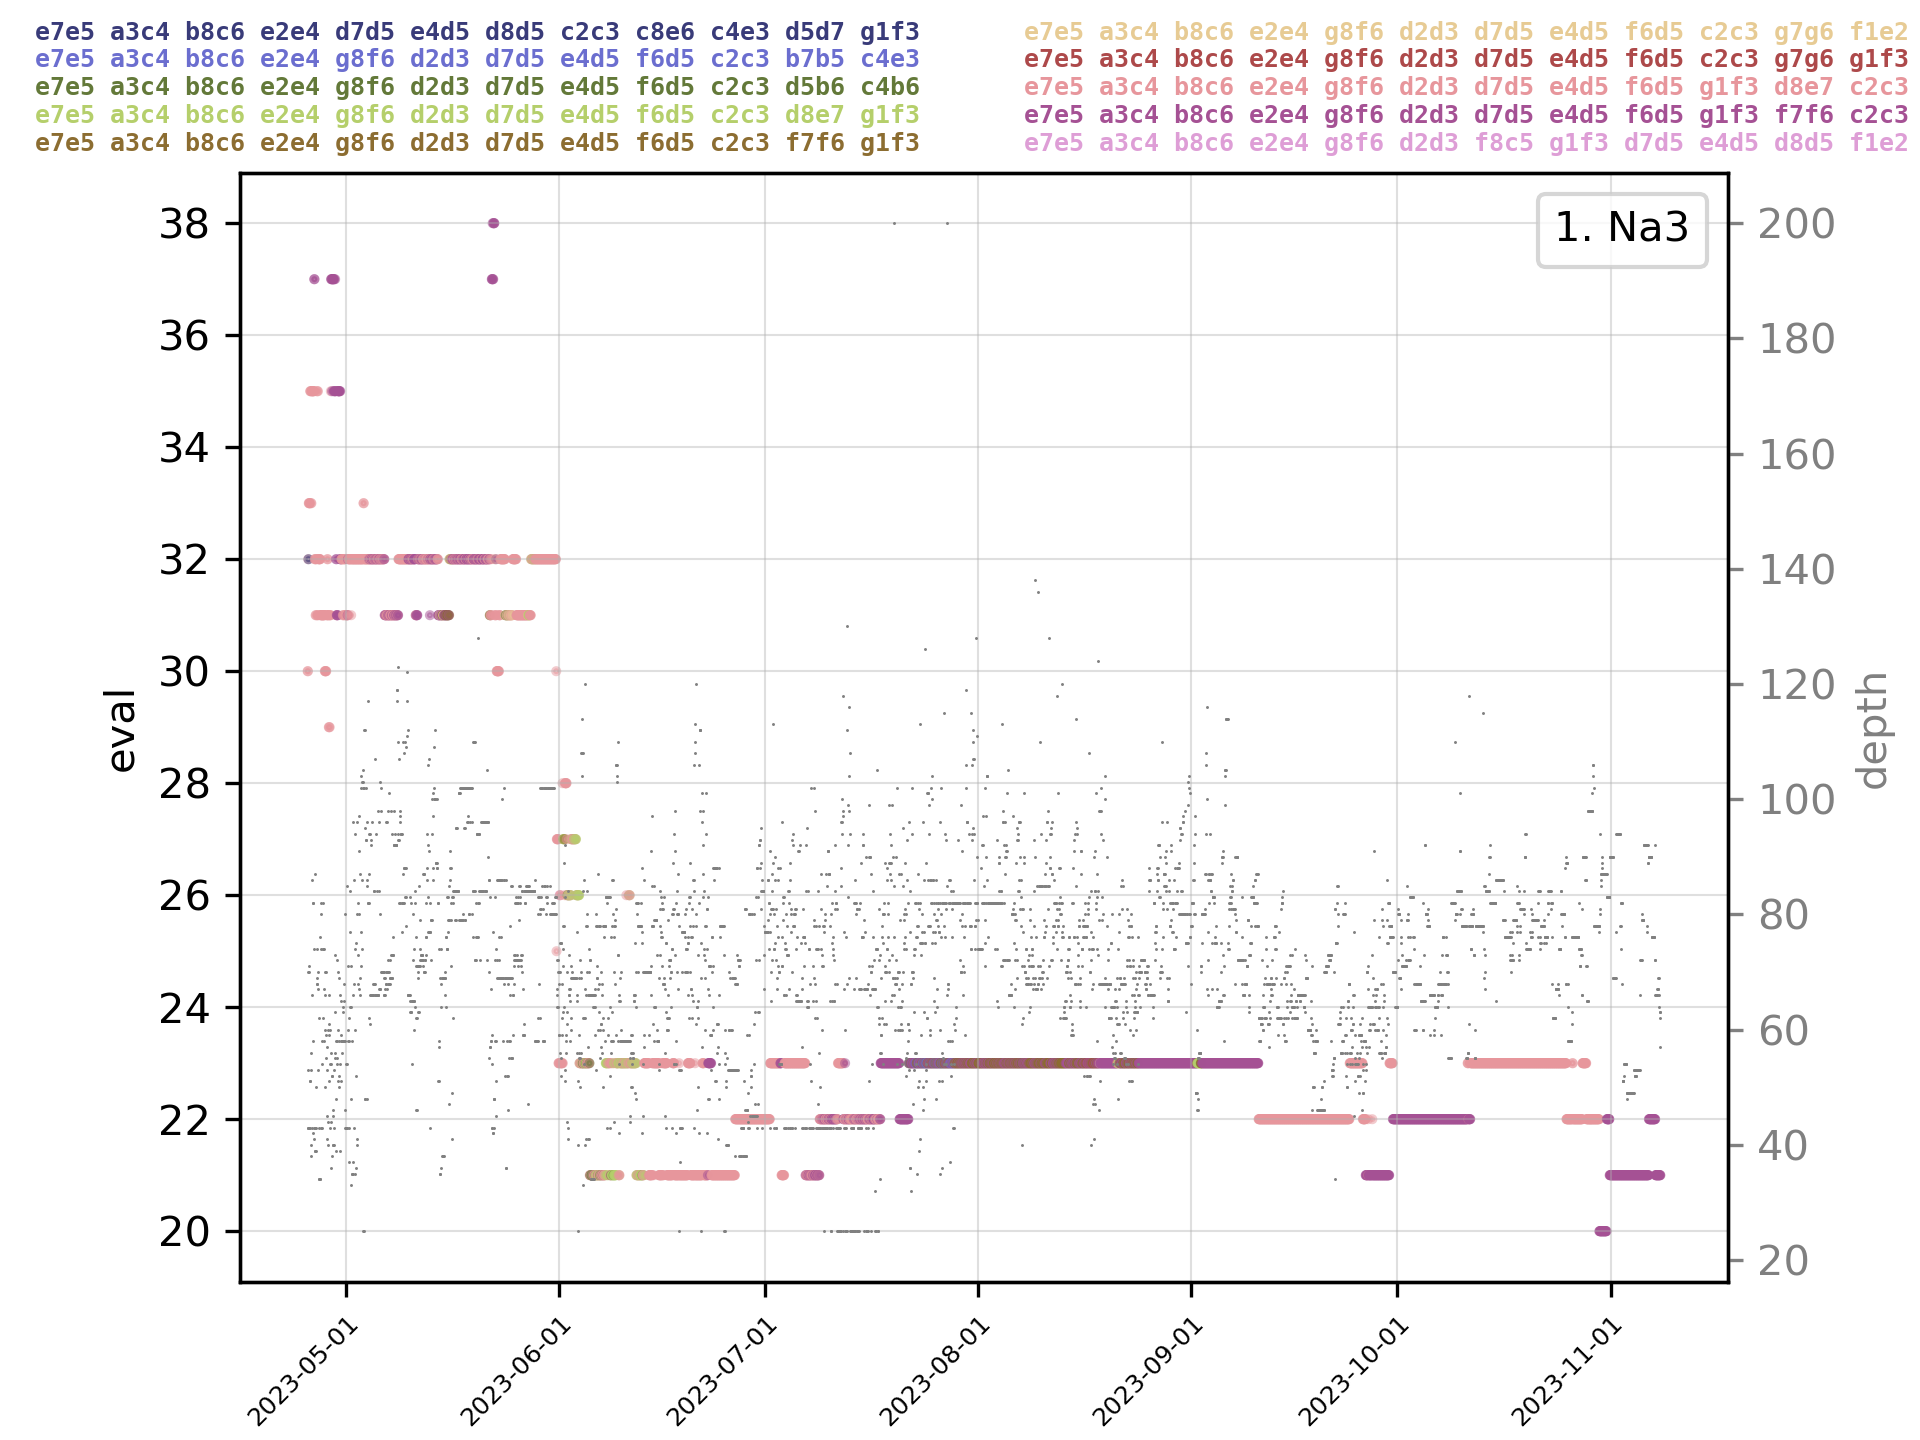 e7e5 a3c4 b8c6 e2e4 d7d5 e4d5 d8d5 c2c3 c8e6 c4e3 d5d7 g1f3
e7e5 a3c4 b8c6 e2e4 g8f6 d2d3 d7d5 e4d5 f6d5 c2c3 b7b5 c4e3
e7e5 a3c4 b8c6 e2e4 g8f6 d2d3 d7d5 e4d5 f6d5 c2c3 d5b6 c4b6
e7e5 a3c4 b8c6 e2e4 g8f6 d2d3 d7d5 e4d5 f6d5 c2c3 d8e7 g1f3
e7e5 a3c4 b8c6 e2e4 g8f6 d2d3 d7d5 e4d5 f6d5 c2c3 f7f6 g1f3
e7e5 a3c4 b8c6 e2e4 g8f6 d2d3 d7d5 e4d5 f6d5 c2c3 g7g6 f1e2
e7e5 a3c4 b8c6 e2e4 g8f6 d2d3 d7d5 e4d5 f6d5 c2c3 g7g6 g1f3
e7e5 a3c4 b8c6 e2e4 g8f6 d2d3 d7d5 e4d5 f6d5 g1f3 d8e7 c2c3
e7e5 a3c4 b8c6 e2e4 g8f6 d2d3 d7d5 e4d5 f6d5 g1f3 f7f6 c2c3
e7e5 a3c4 b8c6 e2e4 g8f6 d2d3 f8c5 g1f3 d7d5 e4d5 d8d5 f1e2
1. Na3
38
36
34
32
30
28
26
24
22
20
eval
200
180
160
140
120
100
80
60
40
20
depth
2023-05-01
2023-06-01
2023-07-01
2023-08-01
2023-09-01
2023-10-01
2023-11-01